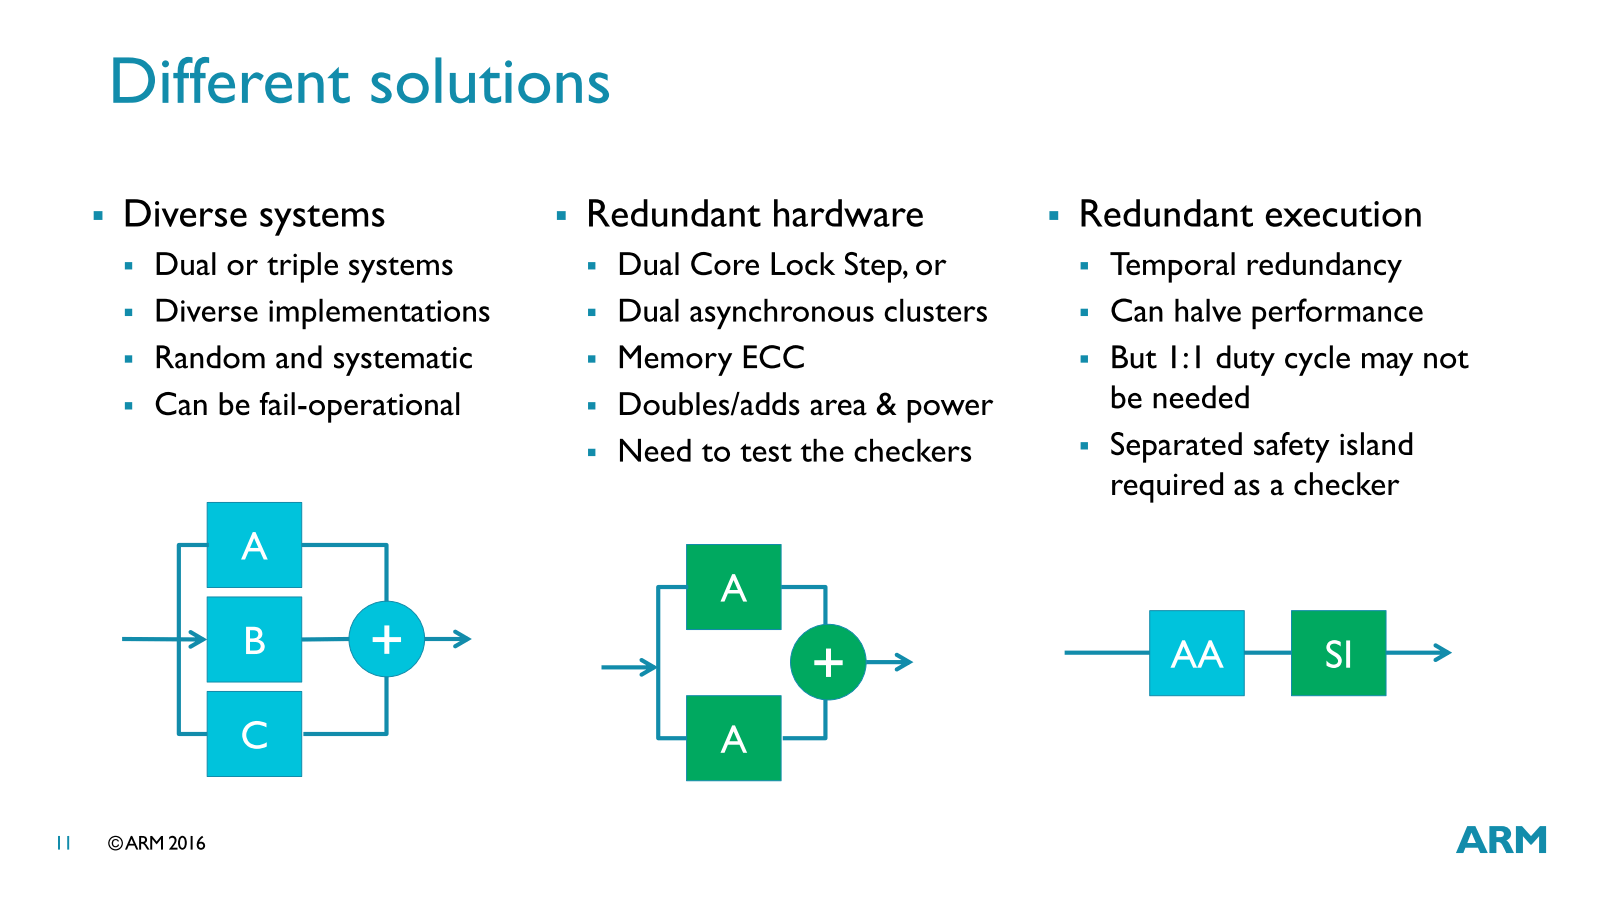 Different solutions
Diverse systems
Dual or triple systems
Diverse implementations
Random and systematic
Can be fail-operational
Redundant hardware
Dual Core Lock Step, or
Dual asynchronous clusters
Memory ECC
Doubles/adds area & power
Need to test the checkers
Redundant execution
Temporal redundancy
Can halve performance
But 1:1 duty cycle may not
be needed
Separated safety island
required as a checker
A
B
C
+
A
A
+
AA
SI
11
© ARM 2016
ARM